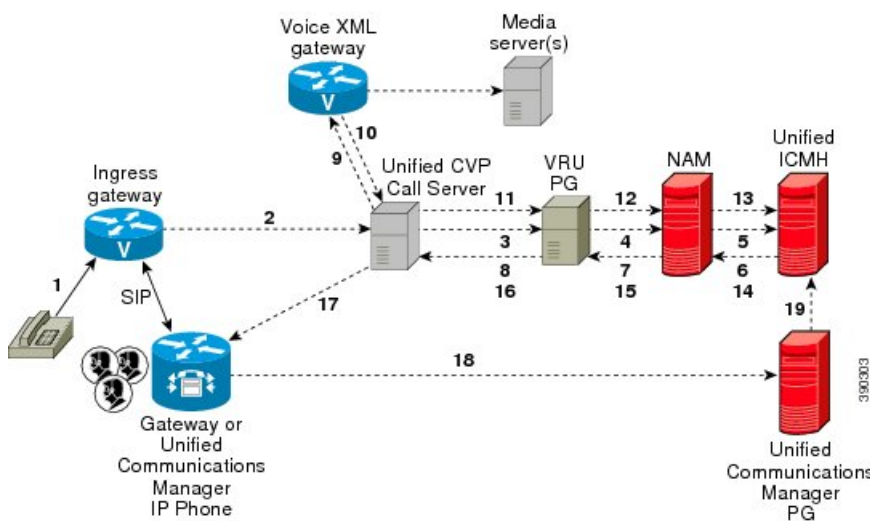 Voice XML
gateway
Media
server(s)
V
10
9
Ingress
gateway
Unified CVP
Call Server
VRU
PG
NAM
Unified
ICMH
2
11
12
13
V
3
4
5
8
7
6
16
15
14
1
SIP
17
19
18
390303
Gateway or
Unified
Communications
Manager
IP Phone
Unified
Communications
Manager
PG